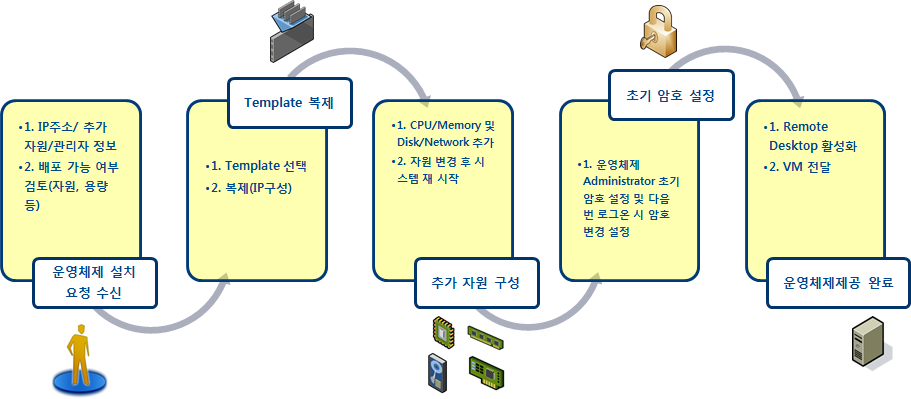 •1. IP주소/ 추가
자원/관리자 정보
•2. 배포 가능 여부
검토(자원, 용량
등)
운영체제 설치
요청 수신
Template 복제
•1. Template 선택
•2. 복제(IP구성)
•1. CPU/Memory 및
Disk/Network 추가
•2. 자원 변경 후 시
스템 재 시작
추가 자원 구성
초기 암호 설정
•1. 운영체제
Administrator 초기
암호 설정 및 다음
번 로그온 시 암호
변경 설정
•1. Remote
Desktop 활성화
•2. VM 전달
운영체제제공 완료